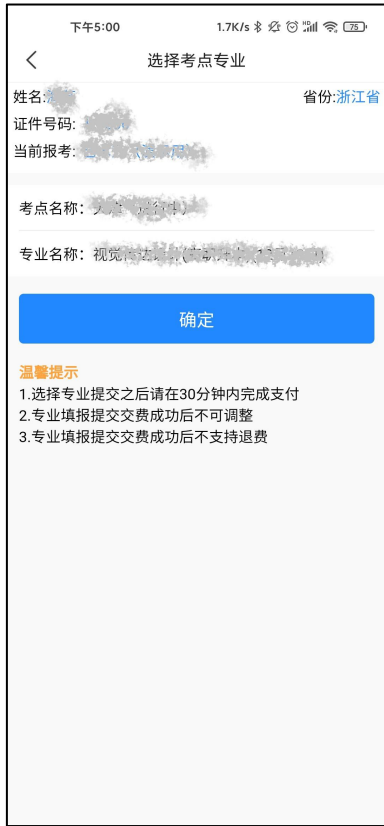 下午5:00 1.7K/s 75
选择考点专业
姓名: 省份:浙江省
证件号码:
当前报考:
考点名称:
专业名称: 视觉
确定
温馨提示
1.选择专业提交之后请在30分钟内完成支付
2.专业填报提交交费成功后不可调整
3.专业填报提交交费成功后不支持退费